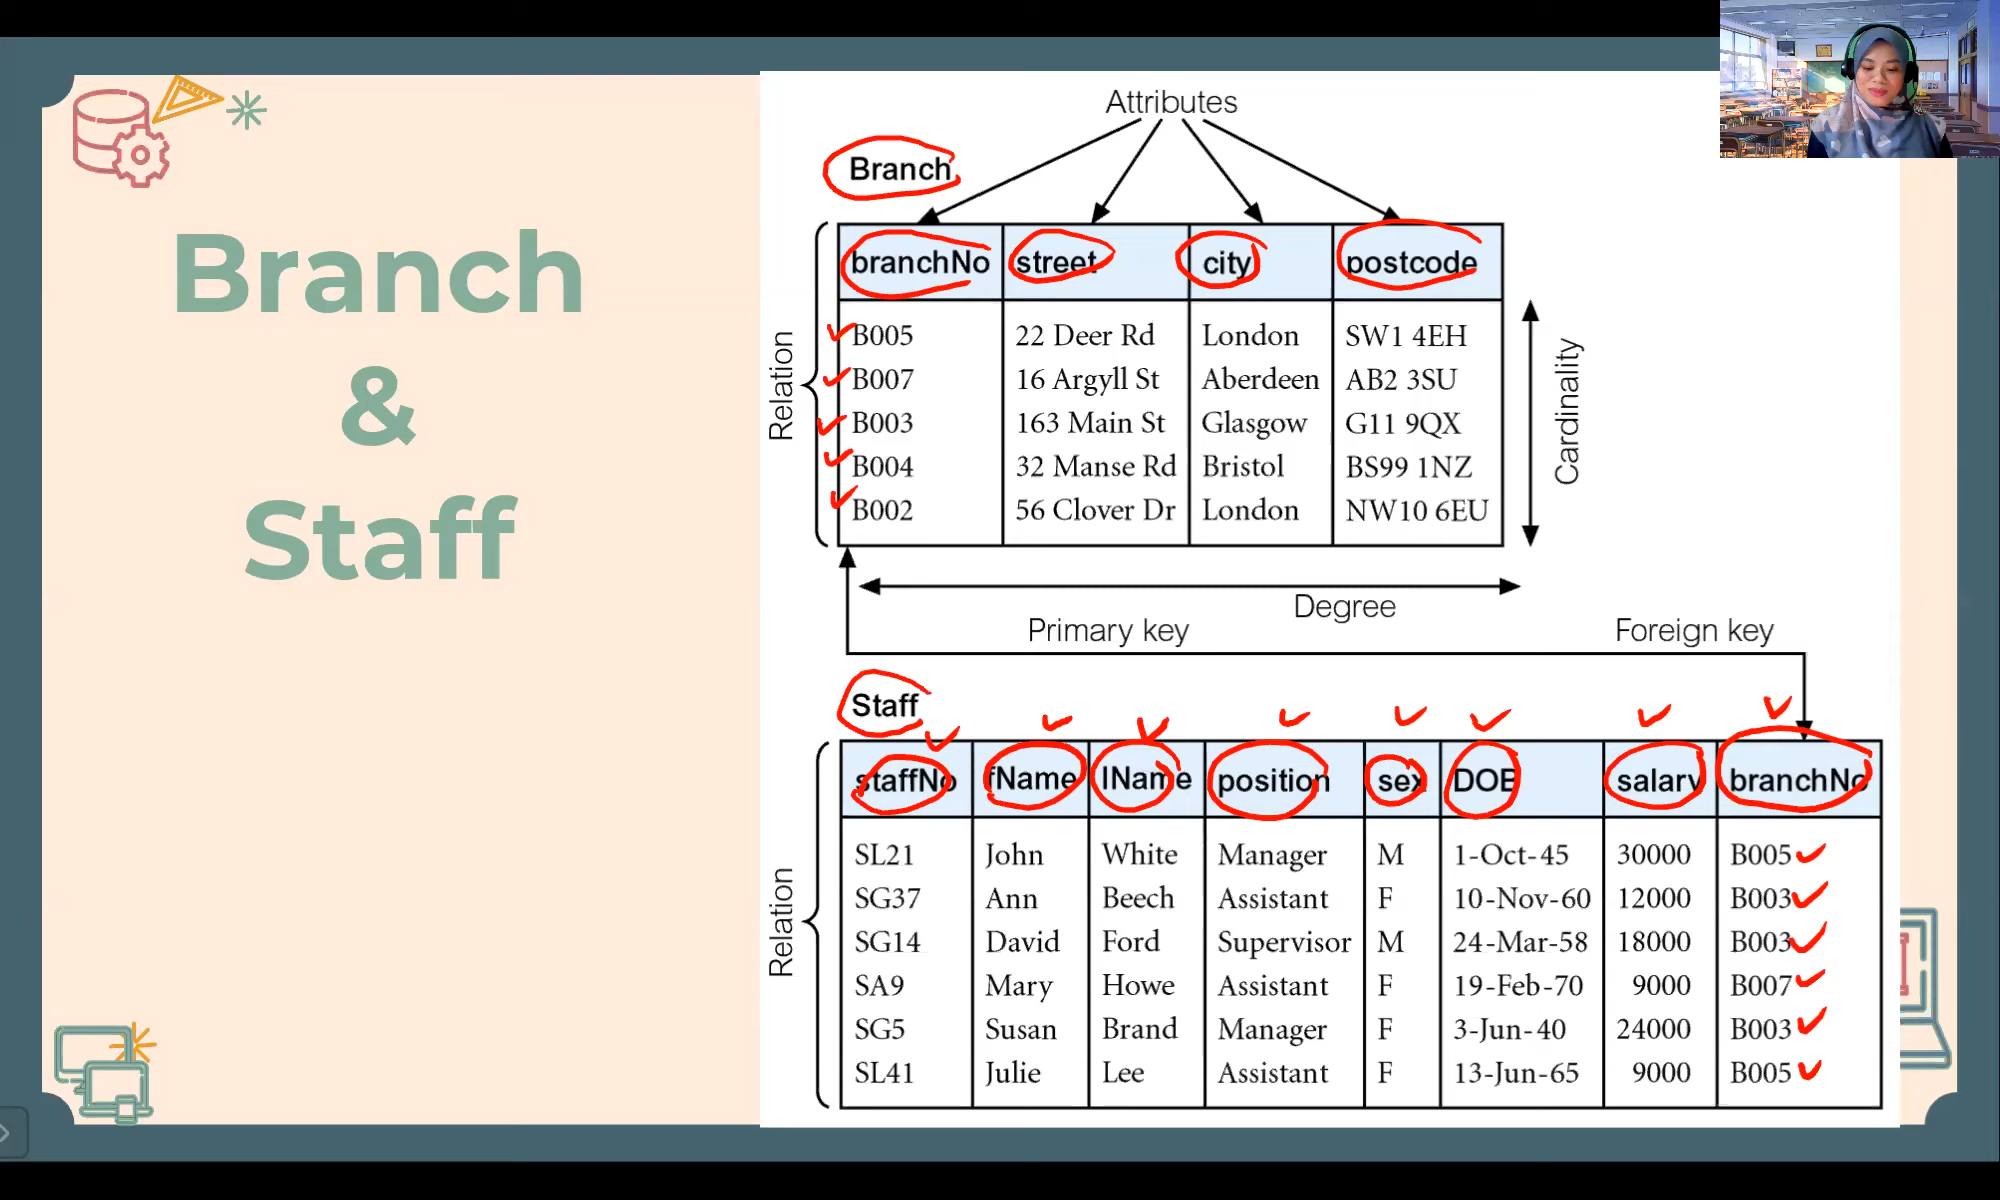 Branch
&
Staff
Attributes
Branch
branchNo street city postcode
B005 22 Deer Rd London SW1 4EH
B007 16 Argyll St Aberdeen AB2 3SU
B003 163 Main St Glasgow G11 9QX
B004 32 Manse Rd Bristol BS99 1NZ
B002 56 Clover Dr London NW10 6EU
Relation
Cardinality
Degree
Primary key
Foreign key
Staff
staffNo fName lName position sex DOB salary branchNo
SL21 John White Manager M 1-Oct-45 30000 B005
SG37 Ann Beech Assistant F 10-Nov-60 12000 B003
SG14 David Ford Supervisor M 24-Mar-58 18000 B003
SA9 Mary Howe Assistant F 19-Feb-70 9000 B007
SG5 Susan Brand Manager F 3-Jun-40 24000 B003
SL41 Julie Lee Assistant F 13-Jun-65 9000 B005
Relation